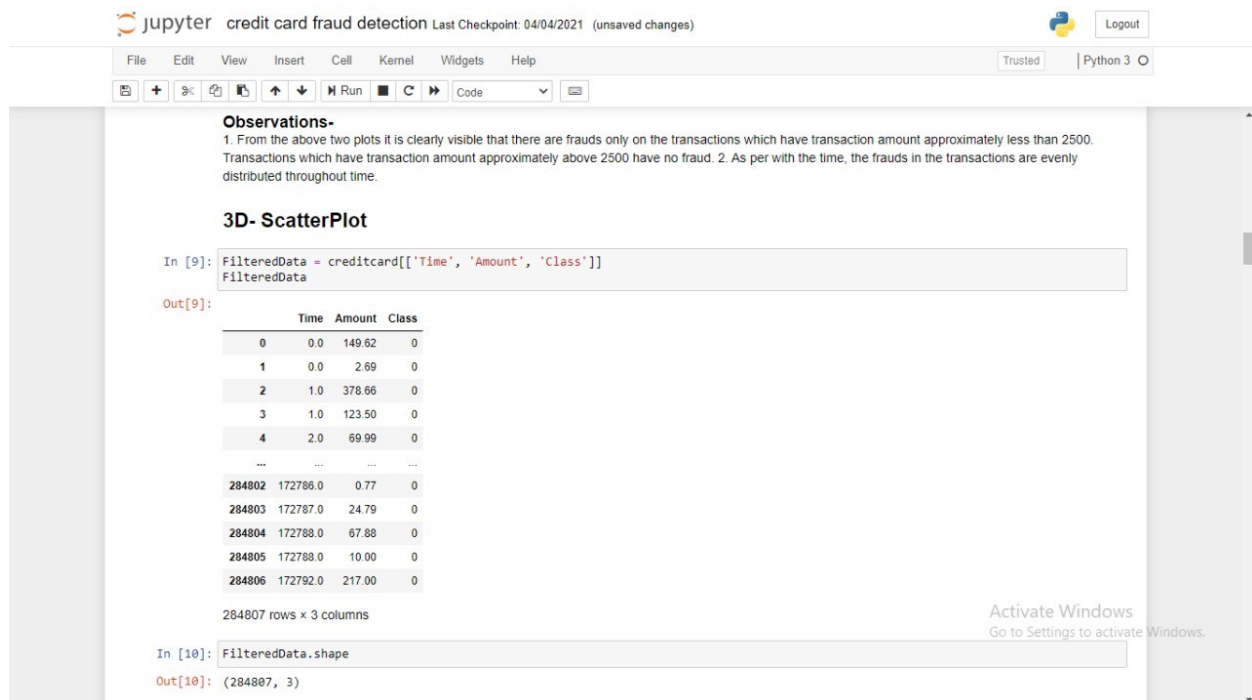 jupyter credit card fraud detection Last Checkpoint: 04/04/2021 (unsaved changes)
Logout
File Edit View Insert Cell Kernel Widgets Help
Trusted Python 3
Run Code
Observations-
1. From the above two plots it is clearly visible that there are frauds only on the transactions which have transaction amount approximately less than 2500.
Transactions which have transaction amount approximately above 2500 have no fraud. 2. As per with the time, the frauds in the transactions are evenly
distributed throughout time.
3D- ScatterPlot
In [9]: FilteredData = creditcard[['Time', 'Amount', 'Class']]
FilteredData
Out[9]:
Time Amount Class
0 0.0 149.62 0
1 0.0 2.69 0
2 1.0 378.66 0
3 1.0 123.50 0
4 2.0 69.99 0
... ... ... ...
284802 172786.0 0.77 0
284803 172787.0 24.79 0
284804 172788.0 67.88 0
284805 172788.0 10.00 0
284806 172792.0 217.00 0
284807 rows × 3 columns
Activate Windows
Go to Settings to activate Windows.
In [10]: FilteredData.shape
Out[10]: (284807, 3)